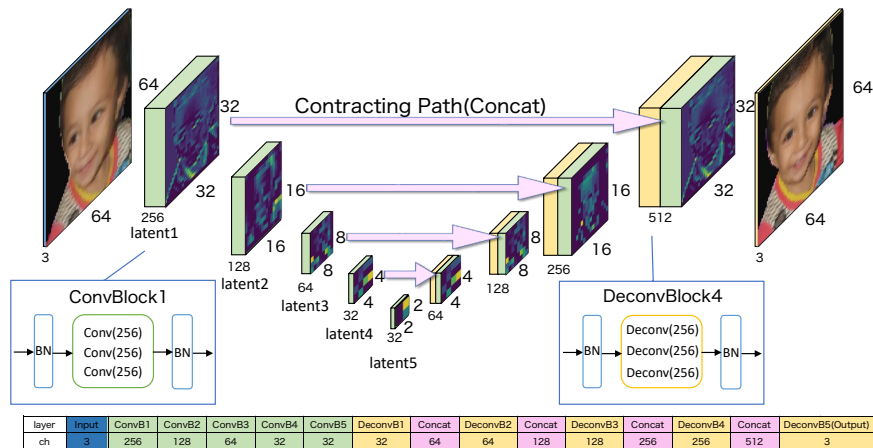 64
32
Contracting Path(Concat)
32
64
32
256
latent1
64
3
16
16
128
latent2
8
8
64
latent3
4
4
32
latent4
2
2
32
latent5
4
4
64
8
8
128
16
16
256
32
512
64
3
ConvBlock1
BN
Conv(256)
Conv(256)
Conv(256)
BN
DeconvBlock4
BN
Deconv(256)
Deconv(256)
Deconv(256)
BN
layer Input ConvB1 ConvB2 ConvB3 ConvB4 ConvB5 DeconvB1 Concat DeconvB2 Concat DeconvB3 Concat DeconvB4 Concat DeconvB5(Output)
ch 3 256 128 64 32 32 32 64 64 128 128 256 256 512 3